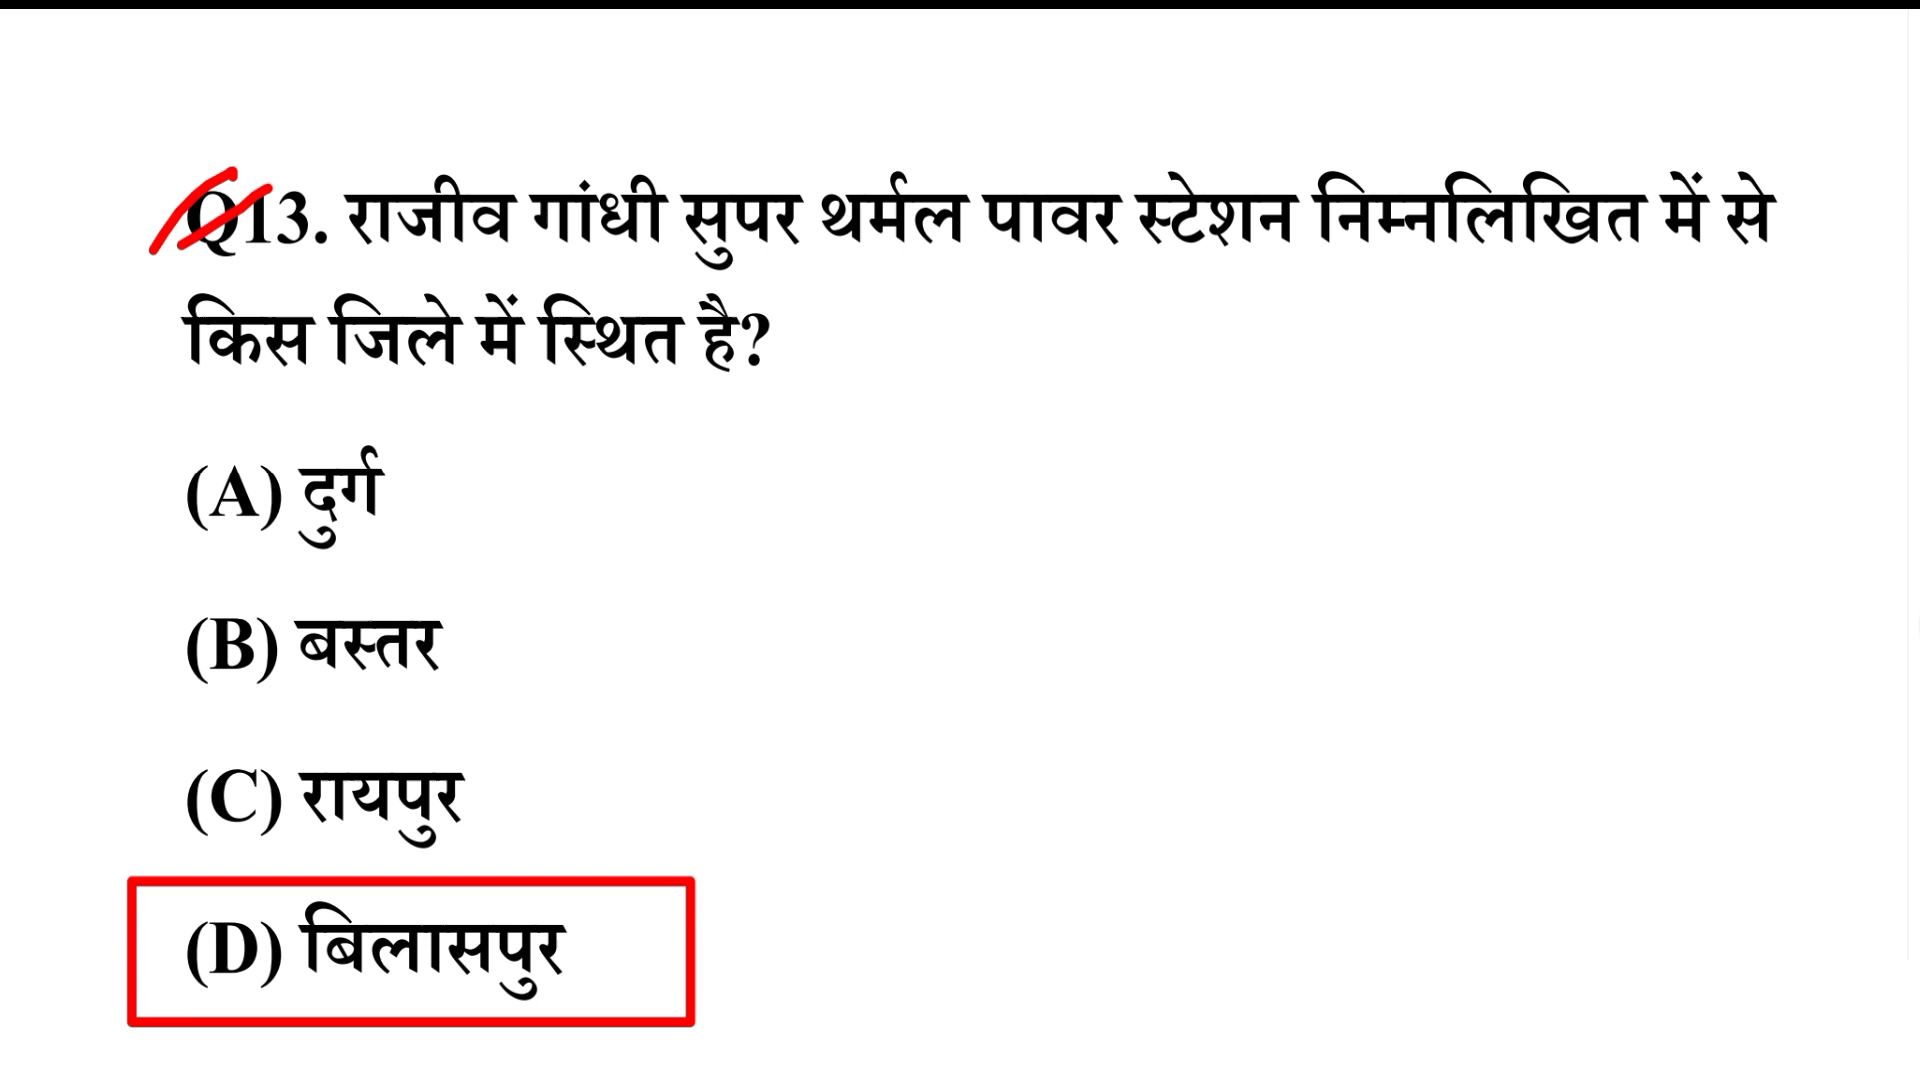 Q13. राजीव गांधी सुपर थर्मल पावर स्टेशन निम्नलिखित में से
किस जिले में स्थित है?
(A) दुर्ग
(B) बस्तर
(C) रायपुर
(D) बिलासपुर